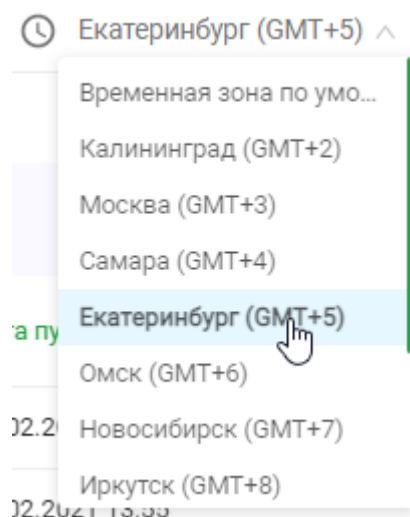 Екатеринбург (GMT+5)
Временная зона по умо...
Калининград (GMT+2)
Москва (GMT+3)
Самара (GMT+4)
Екатеринбург (GMT+5)
Омск (GMT+6)
Новосибирск (GMT+7)
Иркутск (GMT+8)